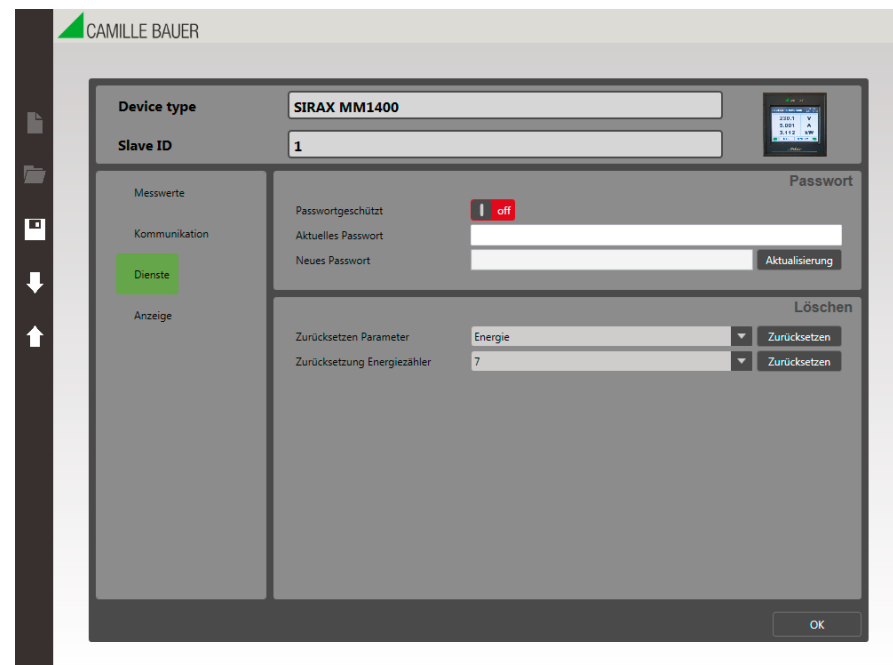 CAMILLE BAUER
Device type
SIRAX MM1400
Slave ID
1
Messwerte
Kommunikation
Dienste
Anzeige
Passwort
Passwortgeschützt
off
Aktuelles Passwort
Neues Passwort
Aktualisierung
Löschen
Zurücksetzen Parameter
Energie
Zurücksetzen
Zurücksetzung Energiezähler
7
Zurücksetzen
OK